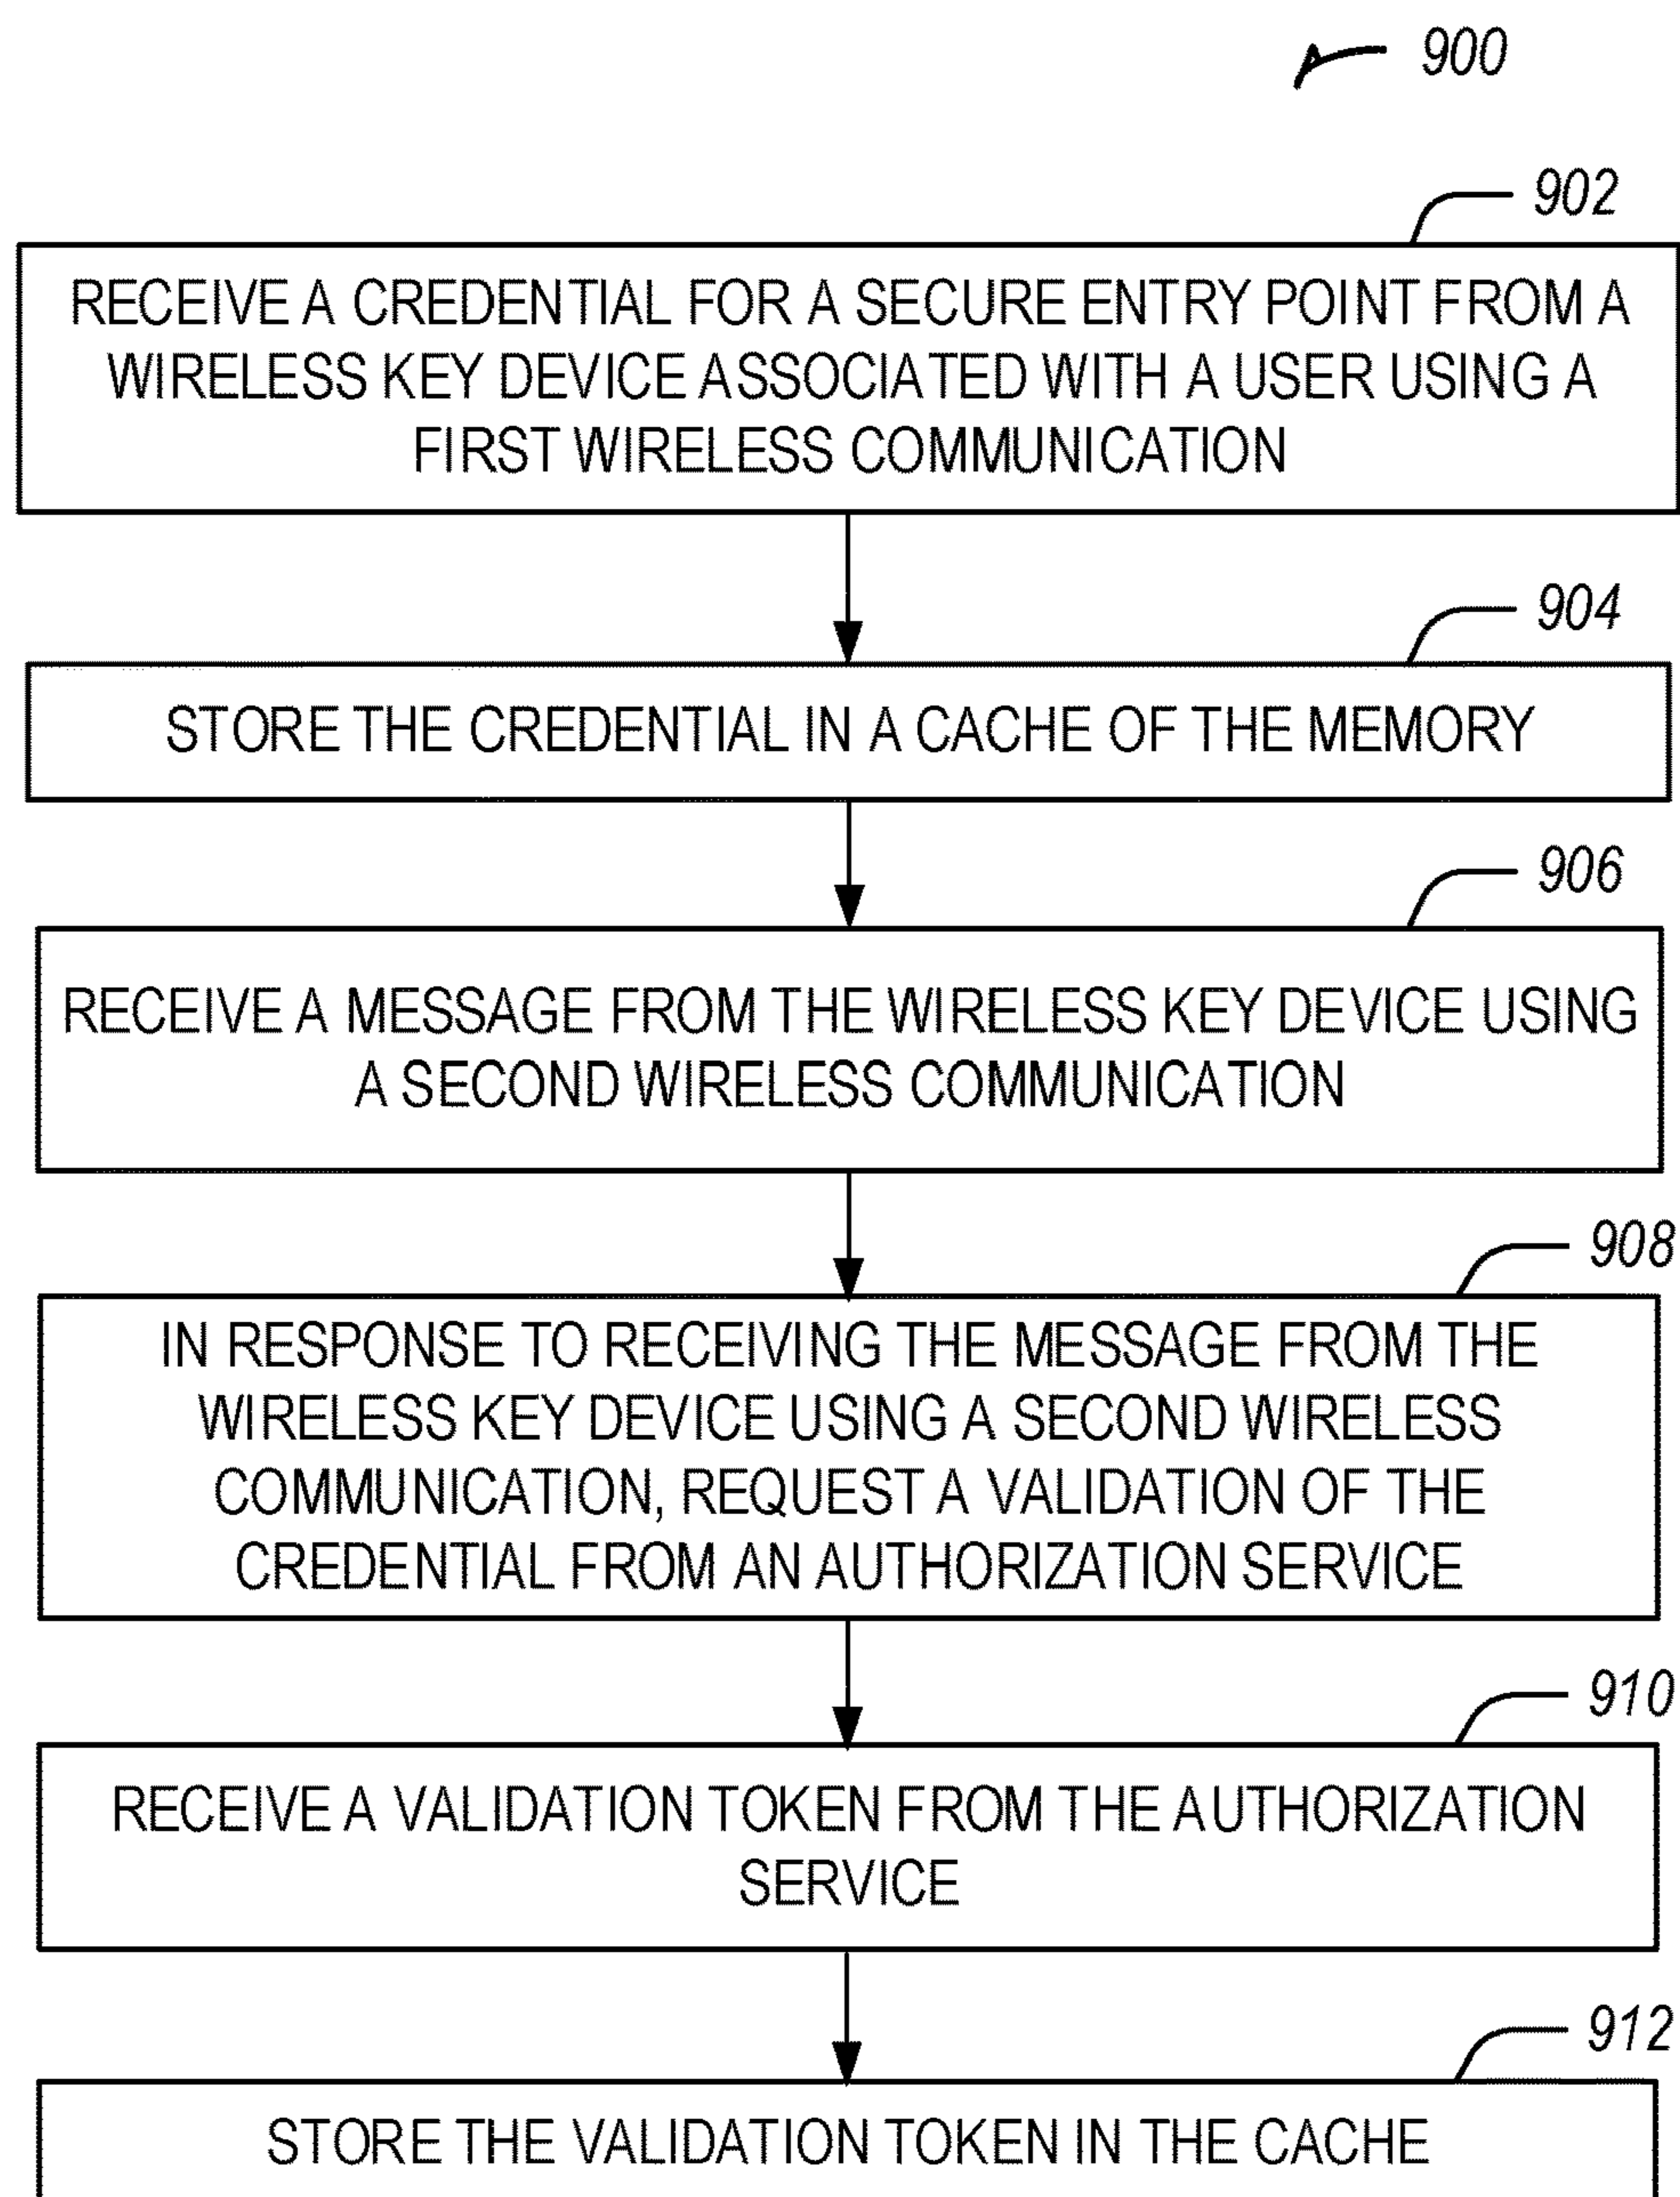 900
902
RECEIVE A CREDENTIAL FOR A SECURE ENTRY POINT FROM A
WIRELESS KEY DEVICE ASSOCIATED WITH A USER USING A
FIRST WIRELESS COMMUNICATION
904
STORE THE CREDENTIAL IN A CACHE OF THE MEMORY
906
RECEIVE A MESSAGE FROM THE WIRELESS KEY DEVICE USING
A SECOND WIRELESS COMMUNICATION
908
IN RESPONSE TO RECEIVING THE MESSAGE FROM THE
WIRELESS KEY DEVICE USING A SECOND WIRELESS
COMMUNICATION, REQUEST A VALIDATION OF THE
CREDENTIAL FROM AN AUTHORIZATION SERVICE
910
RECEIVE A VALIDATION TOKEN FROM THE AUTHORIZATION
SERVICE
912
STORE THE VALIDATION TOKEN IN THE CACHE